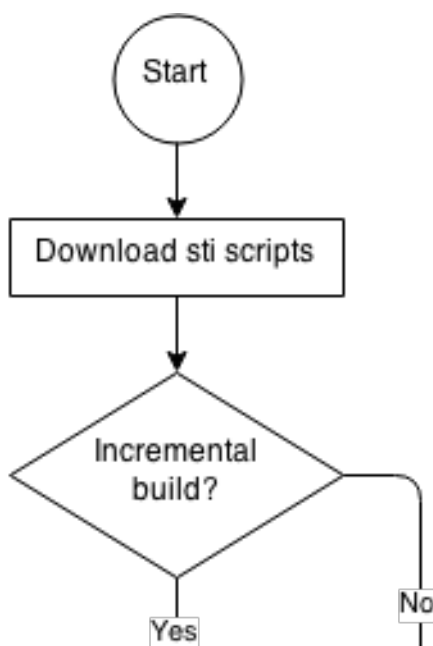 Start
Download sti scripts
Incremental
build?
No
Yes